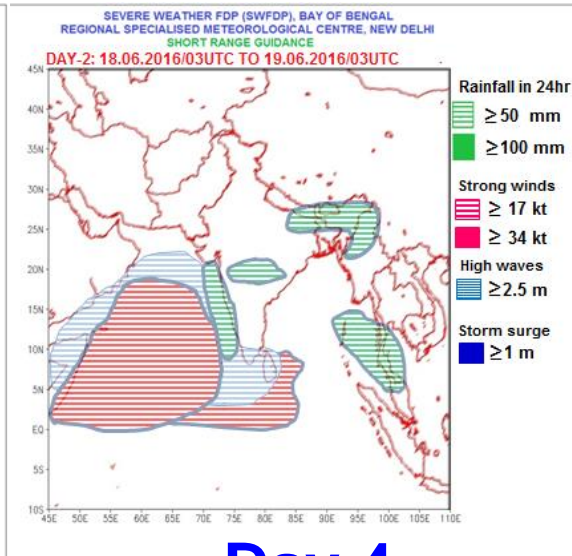 SEVERE WEATHER FDP (SWFDP), BAY OF BENGAL
REGIONAL SPECIALISED METEOROLOGICAL CENTRE, NEW DELHI
SHORT RANGE GUIDANCE
DAY-2: 18.06.2016/03UTC TO 19.06.2016/03UTC
45N
40N
35N
30N
25N
20N
15N
10N
5N
EQ
5S
10S
45E 50E 55E 60E 65E 70E 75E 80E 85E 90E 95E 100E 105E 110E
Rainfall in 24hr
≥50 mm
≥100 mm
Strong winds
≥ 17 kt
≥ 34 kt
High waves
≥2.5 m
Storm surge
≥1 m